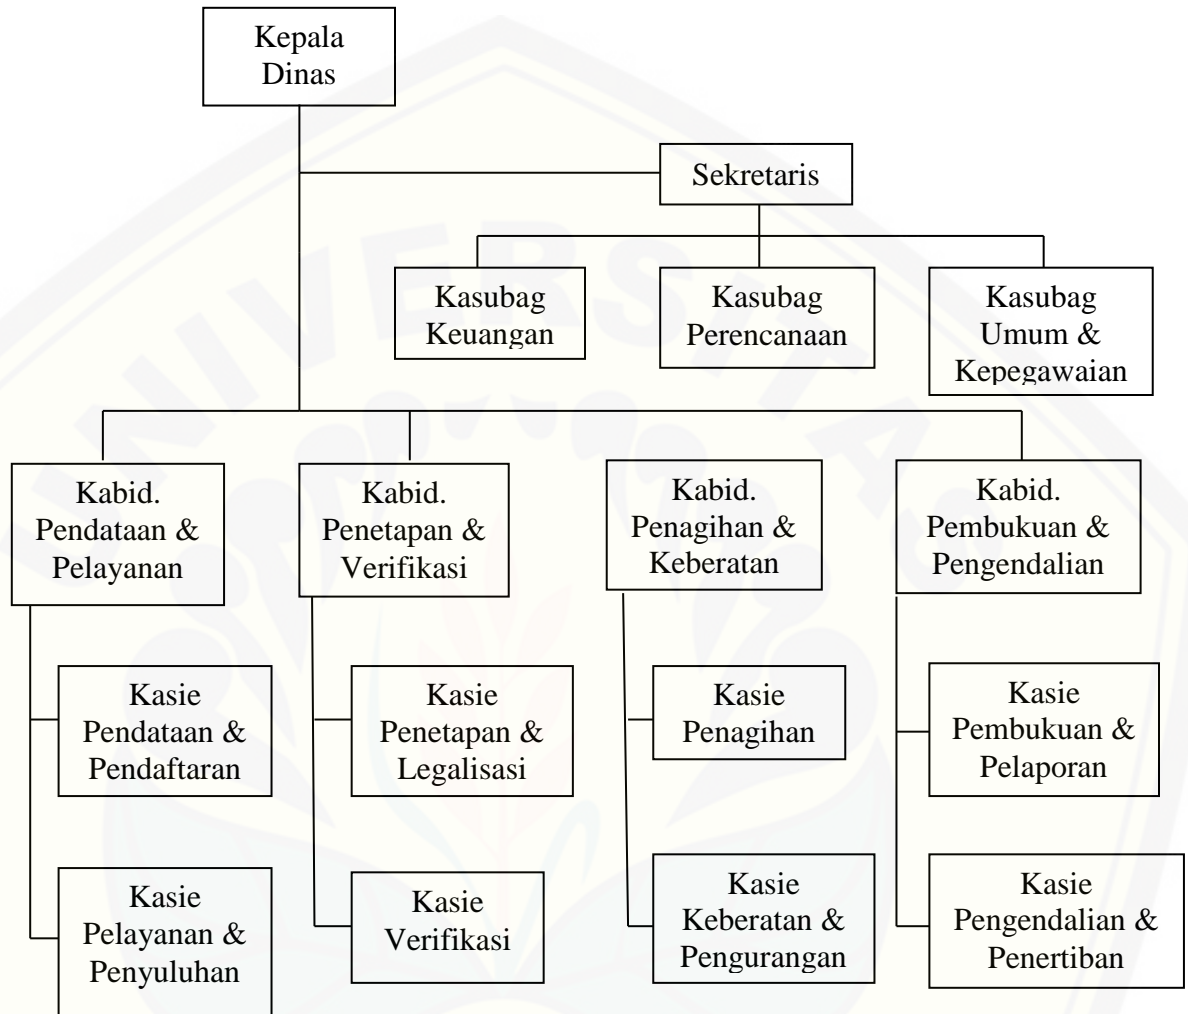 Kepala
Dinas
Sekretaris
Kasubag
Keuangan
Kasubag
Perencanaan
Kasubag
Umum &
Kepegawaian
Kabid.
Pendataan &
Pelayanan
Kabid.
Penetapan &
Verifikasi
Kabid.
Penagihan &
Keberatan
Kabid.
Pembukuan &
Pengendalian
Kasie
Pendataan &
Pendaftaran
Kasie
Penetapan &
Legalisasi
Kasie
Penagihan
Kasie
Pembukuan &
Pelaporan
Kasie
Pelayanan &
Penyuluhan
Kasie
Verifikasi
Kasie
Keberatan &
Pengurangan
Kasie
Pengendalian &
Penertiban
UNIVERSITAS